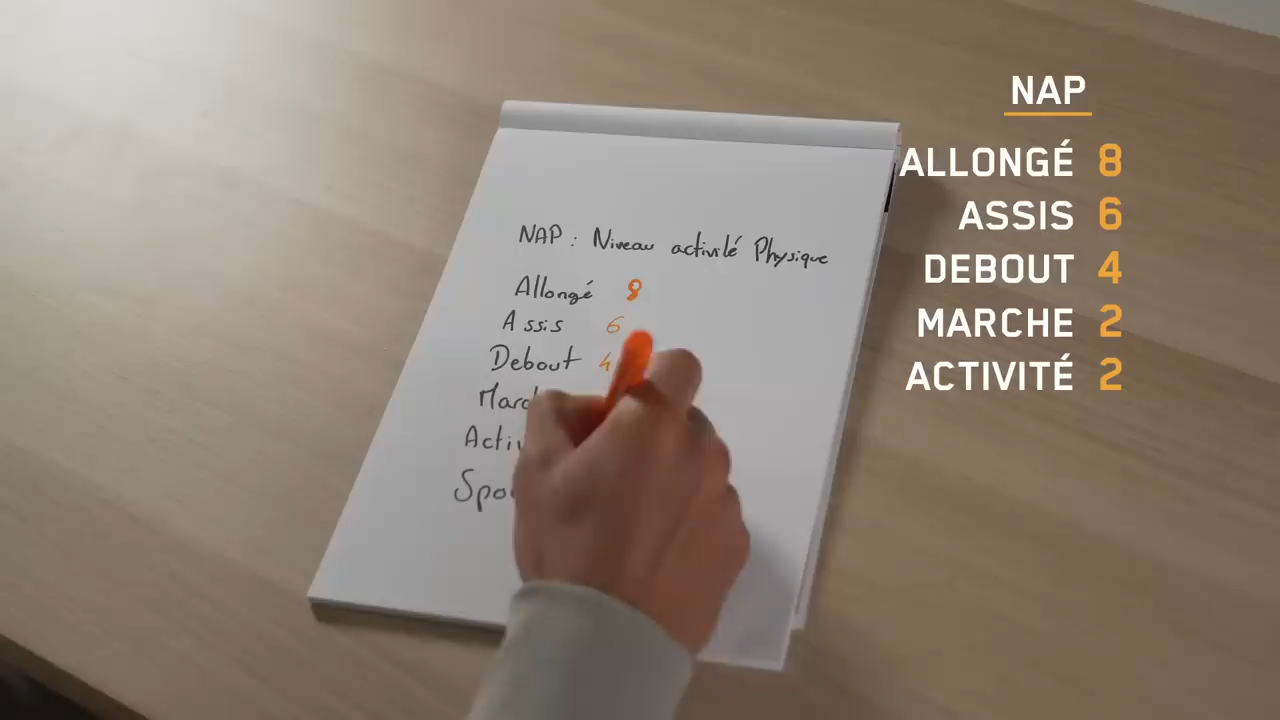 NAP : Niveau activité Physique
Allongé 8
Assis 6
Debout 4
NAP
ALLONGÉ 8
ASSIS 6
DEBOUT 4
MARCHE 2
ACTIVITÉ 2